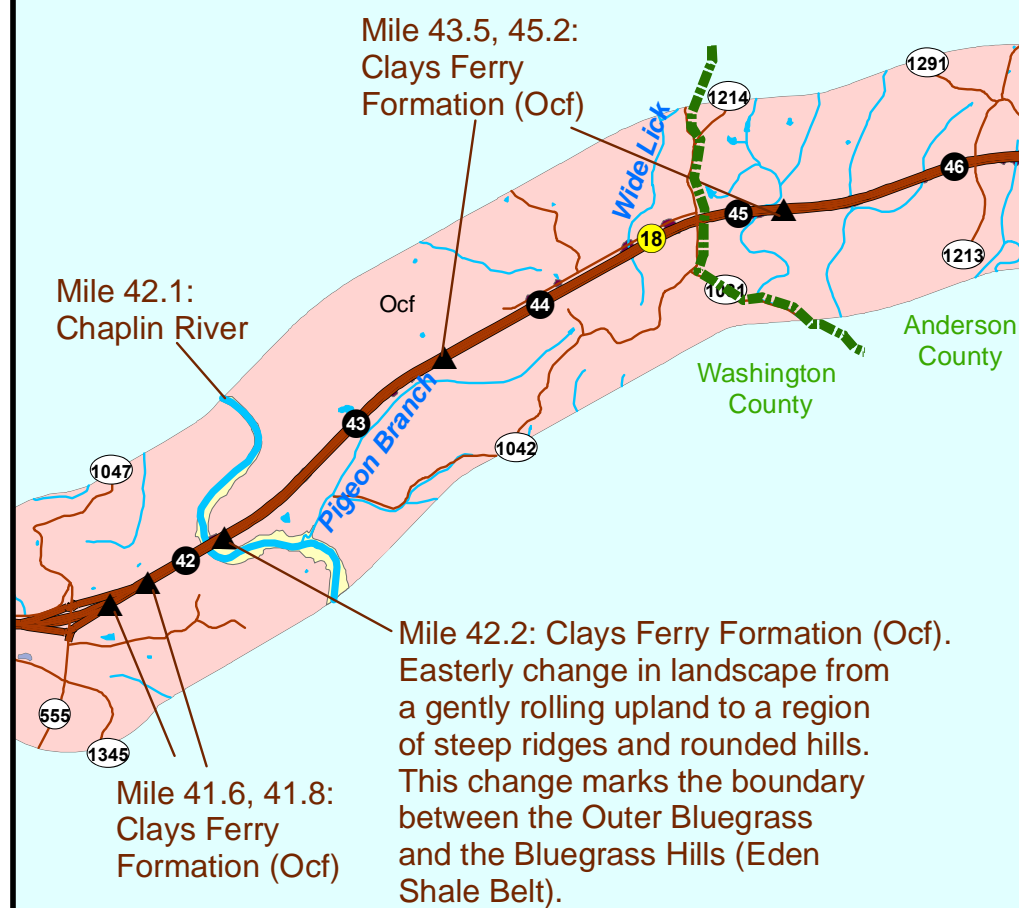 Mile 43.5, 45.2:
Clays Ferry
Formation (Ocf)
1291
1214
Wide Lick
46
45
18
1213
Mile 42.1:
Chaplin River
Ocf
44
Anderson
County
Washington
County
43
Pigeon Branch
1042
1047
42
Mile 42.2: Clays Ferry Formation (Ocf).
Easterly change in landscape from
a gently rolling upland to a region
of steep ridges and rounded hills.
This change marks the boundary
between the Outer Bluegrass
and the Bluegrass Hills (Eden
Shale Belt).
555
1345
Mile 41.6, 41.8:
Clays Ferry
Formation (Ocf)